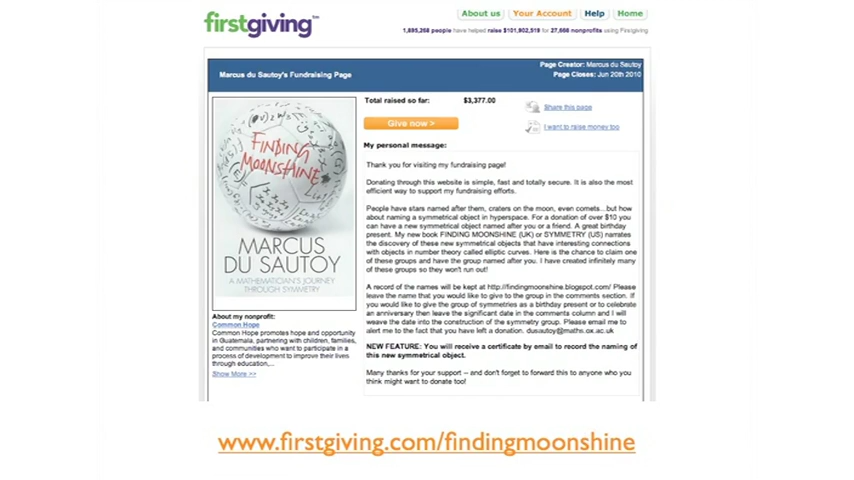 firstgiving™
About us Your Account Help Home
1,895,268 people have helped raise $101,902,519 for 27,666 nonprofits using Firstgiving
Marcus du Sautoy's Fundraising Page
Page Creator: Marcus du Sautoy
Page Closes: Jun 20th 2010
FINDING
MOONSHINE
MARCUS
DU SAUTOY
A MATHEMATICIAN'S JOURNEY
THROUGH SYMMETRY
About my nonprofit:
Common Hope
Common Hope promotes hope and opportunity
in Guatemala, partnering with children, families,
and communities who want to participate in a
process of development to improve their lives
through education,...
Show More >>
Total raised so far: $3,377.00
Give now >
Share this page
I want to raise money too
My personal message:
Thank you for visiting my fundraising page!
Donating through this website is simple, fast and totally secure. It is also the most
efficient way to support my fundraising efforts.
People have stars named after them, craters on the moon, even comets...but how
about naming a symmetrical object in hyperspace. For a donation of over $10 you
can have a new symmetrical object named after you or a friend. A great birthday
present. My new book FINDING MOONSHINE (UK) or SYMMETRY (US) narrates
the discovery of these new symmetrical objects that have interesting connections
with objects in number theory called elliptic curves. Here is the chance to claim one
of these groups and have the group named after you. I have created infinitely many
of these groups so they won't run out!
A record of the names will be kept at http://findingmoonshine.blogspot.com/ Please
leave the name that you would like to give to the group in the comments section. If
you would like to give the group of symmetries as a birthday present or to celebrate
an anniversary then leave the significant date in the comments column and I will
weave the date into the construction of the symmetry group. Please email me to
alert me to the fact that you have left a donation. dusautoy@maths.ox.ac.uk
NEW FEATURE: You will receive a certificate by email to record the naming of
this new symmetrical object.
Many thanks for your support -- and don't forget to forward this to anyone who you
think might want to donate too!
www.firstgiving.com/findingmoonshine